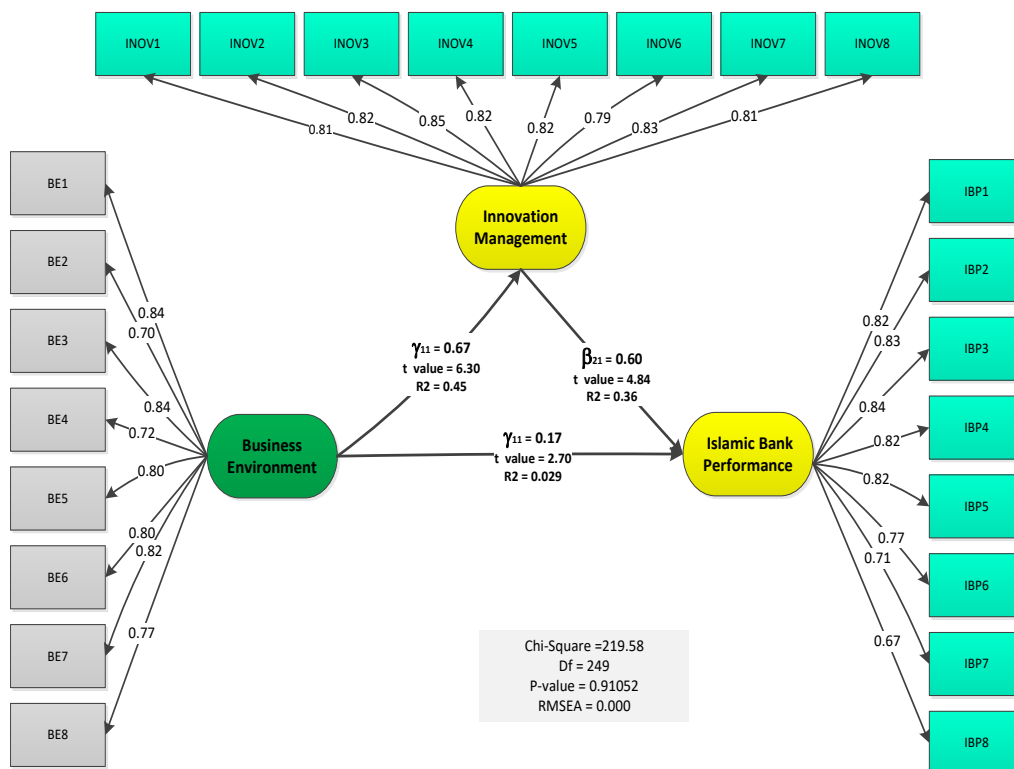 INOV1
INOV2
INOV3
INOV4
INOV5
INOV6
INOV7
INOV8
0.81
0.82
0.85
0.82
0.82
0.79
0.83
0.81
BE1
BE2
BE3
BE4
BE5
BE6
BE7
BE8
0.84
0.70
0.84
0.72
0.80
0.80
0.82
0.77
Innovation
Management
γ11 = 0.67
t value = 6.30
R2 = 0.45
β21 = 0.60
t value = 4.84
R2 = 0.36
Business
Environment
γ11 = 0.17
t value = 2.70
R2 = 0.029
Islamic Bank
Performance
IBP1
IBP2
IBP3
IBP4
IBP5
IBP6
IBP7
IBP8
0.82
0.83
0.84
0.82
0.82
0.77
0.71
0.67
Chi-Square =219.58
Df = 249
P-value = 0.91052
RMSEA = 0.000